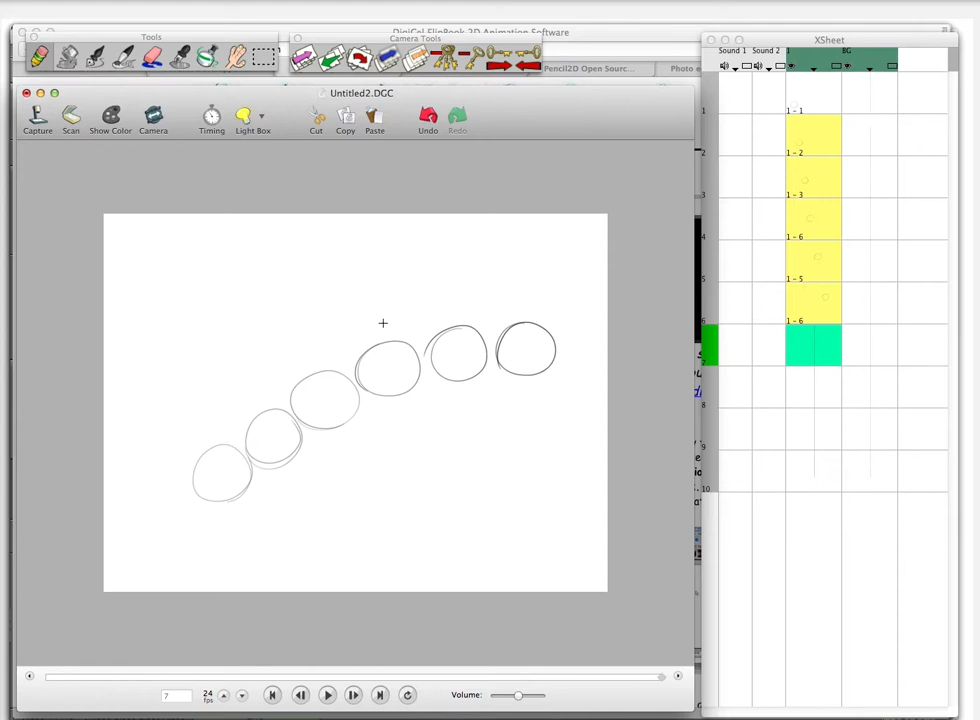 DigiCel FlipBook 2D Animation Software
Tools
Camera Tools
XSheet
Sound 1 Sound 2 1 BG
Pencil2D Open Sourc...
Photo e
Untitled2.DGC
Capture Scan Show Color Camera Timing Light Box Cut Copy Paste Undo Redo
1 1 - 1
2 1 - 2
3 1 - 3
4 1 - 6
5 1 - 5
6 1 - 6
7
8
9
10
7 24 fps Volume: